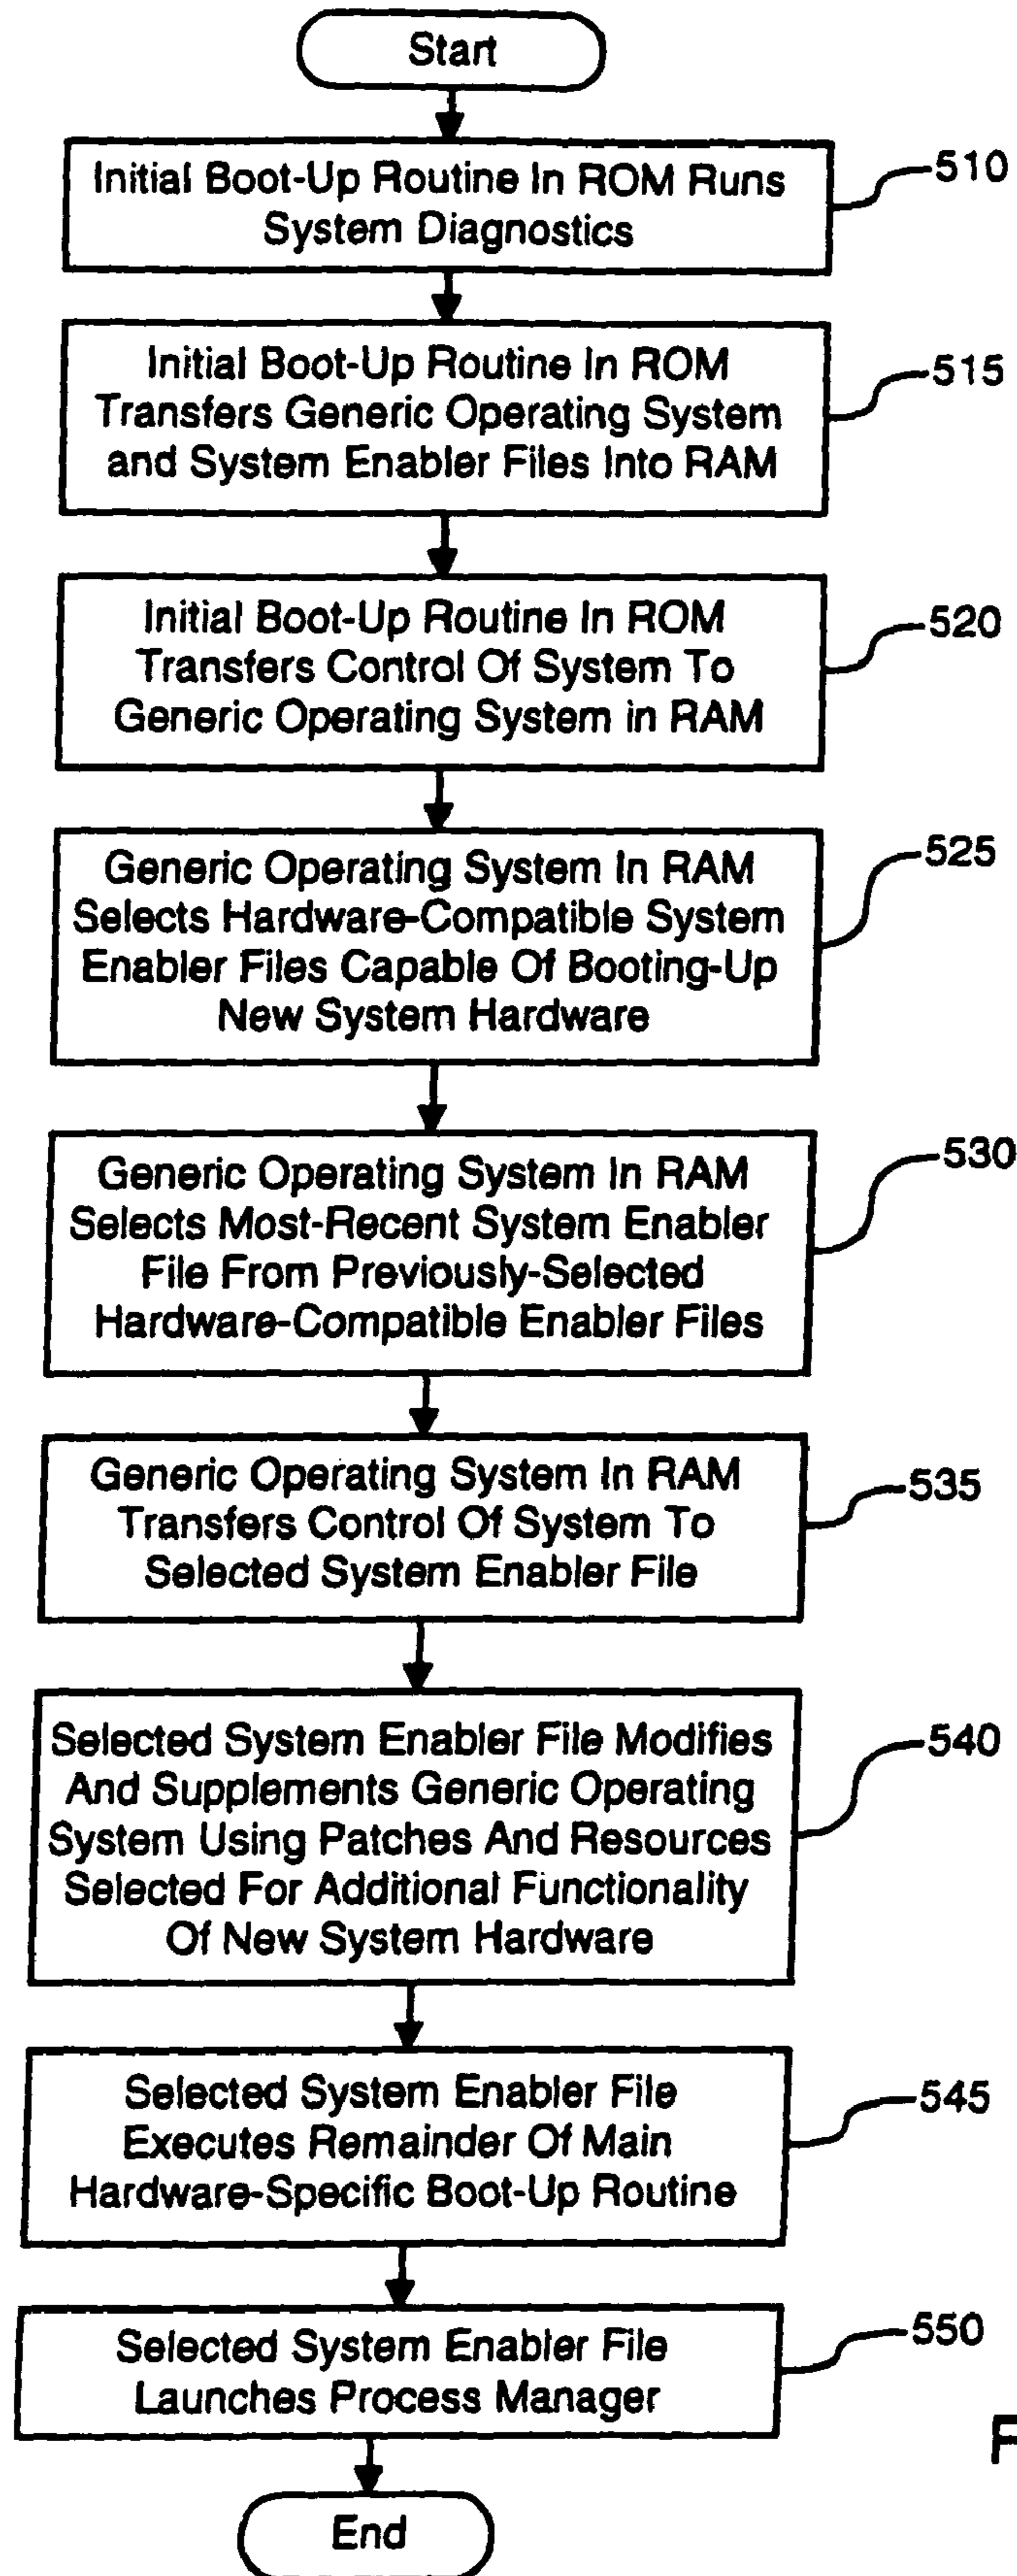 Start
Initial Boot-Up Routine In ROM Runs
System Diagnostics
510
Initial Boot-Up Routine In ROM
Transfers Generic Operating System
and System Enabler Files Into RAM
515
Initial Boot-Up Routine In ROM
Transfers Control Of System To
Generic Operating System in RAM
520
Generic Operating System In RAM
Selects Hardware-Compatible System
Enabler Files Capable Of Booting-Up
New System Hardware
525
Generic Operating System In RAM
Selects Most-Recent System Enabler
File From Previously-Selected
Hardware-Compatible Enabler Files
530
Generic Operating System In RAM
Transfers Control Of System To
Selected System Enabler File
535
Selected System Enabler File Modifies
And Supplements Generic Operating
System Using Patches And Resources
Selected For Additional Functionality
Of New System Hardware
540
Selected System Enabler File
Executes Remainder Of Main
Hardware-Specific Boot-Up Routine
545
Selected System Enabler File
Launches Process Manager
550
End